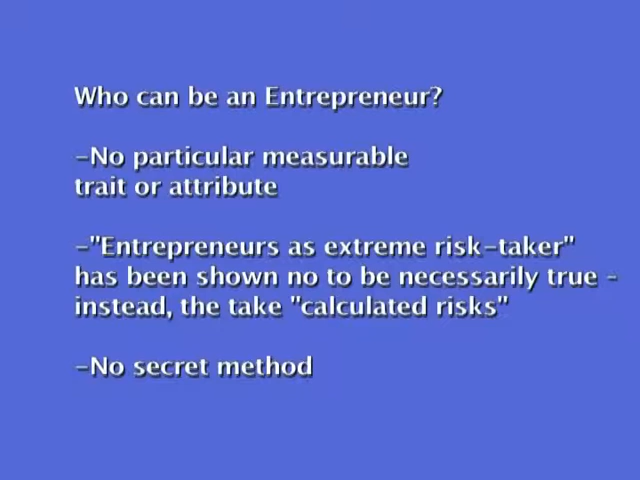 Who can be an Entrepreneur?
-No particular measurable
trait or attribute
-"Entrepreneurs as extreme risk-taker"
has been shown no to be necessarily true -
instead, the take "calculated risks"
-No secret method